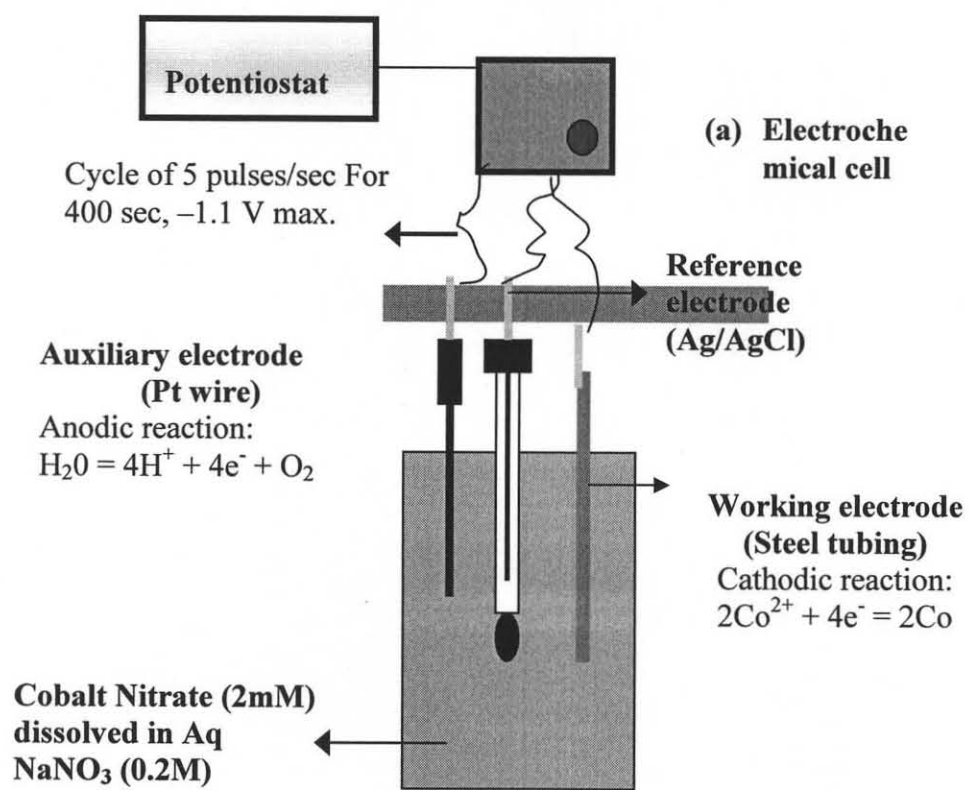 Potentiostat
(a) Electroche
mical cell
Cycle of 5 pulses/sec For
400 sec, –1.1 V max.
Reference
electrode
(Ag/AgCl)
Auxiliary electrode
(Pt wire)
Anodic reaction:
H₂0 = 4H⁺ + 4e⁻ + O₂
Working electrode
(Steel tubing)
Cathodic reaction:
2Co²⁺ + 4e⁻ = 2Co
Cobalt Nitrate (2mM)
dissolved in Aq
NaNO₃ (0.2M)